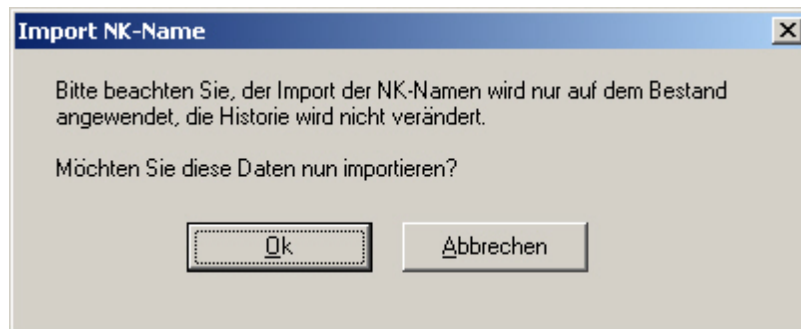 Import NK-Name
Bitte beachten Sie, der Import der NK-Namen wird nur auf dem Bestand
angewendet, die Historie wird nicht verändert.
Möchten Sie diese Daten nun importieren?
Ok
Abbrechen